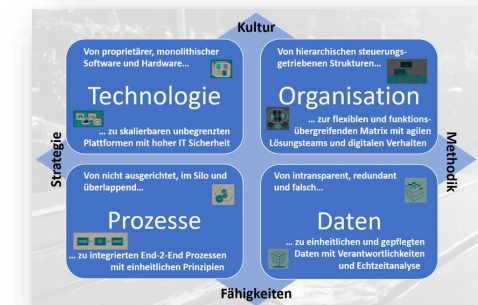 Kultur
Von proprietärer, monolithischer
Software und Hardware...
Technologie
... zu skalierbaren unbegrenzten
Plattformen mit hoher IT Sicherheit
Von hierarchischen steuerungs-
getriebenen Strukturen...
Organisation
... zur flexiblen und funktions-
übergreifenden Matrix mit agilen
Lösungsteams und digitalen Verhalten
Strategie
Methodik
Von nicht ausgerichtet, im Silo und
überlappend...
Prozesse
... zu integrierten End-2-End Prozessen
mit einheitlichen Prinzipien
Von intransparent, redundant
und falsch...
Daten
... zu einheitlichen und gepflegten
Daten mit Verantwortlichkeiten
und Echtzeitanalyse
Fähigkeiten